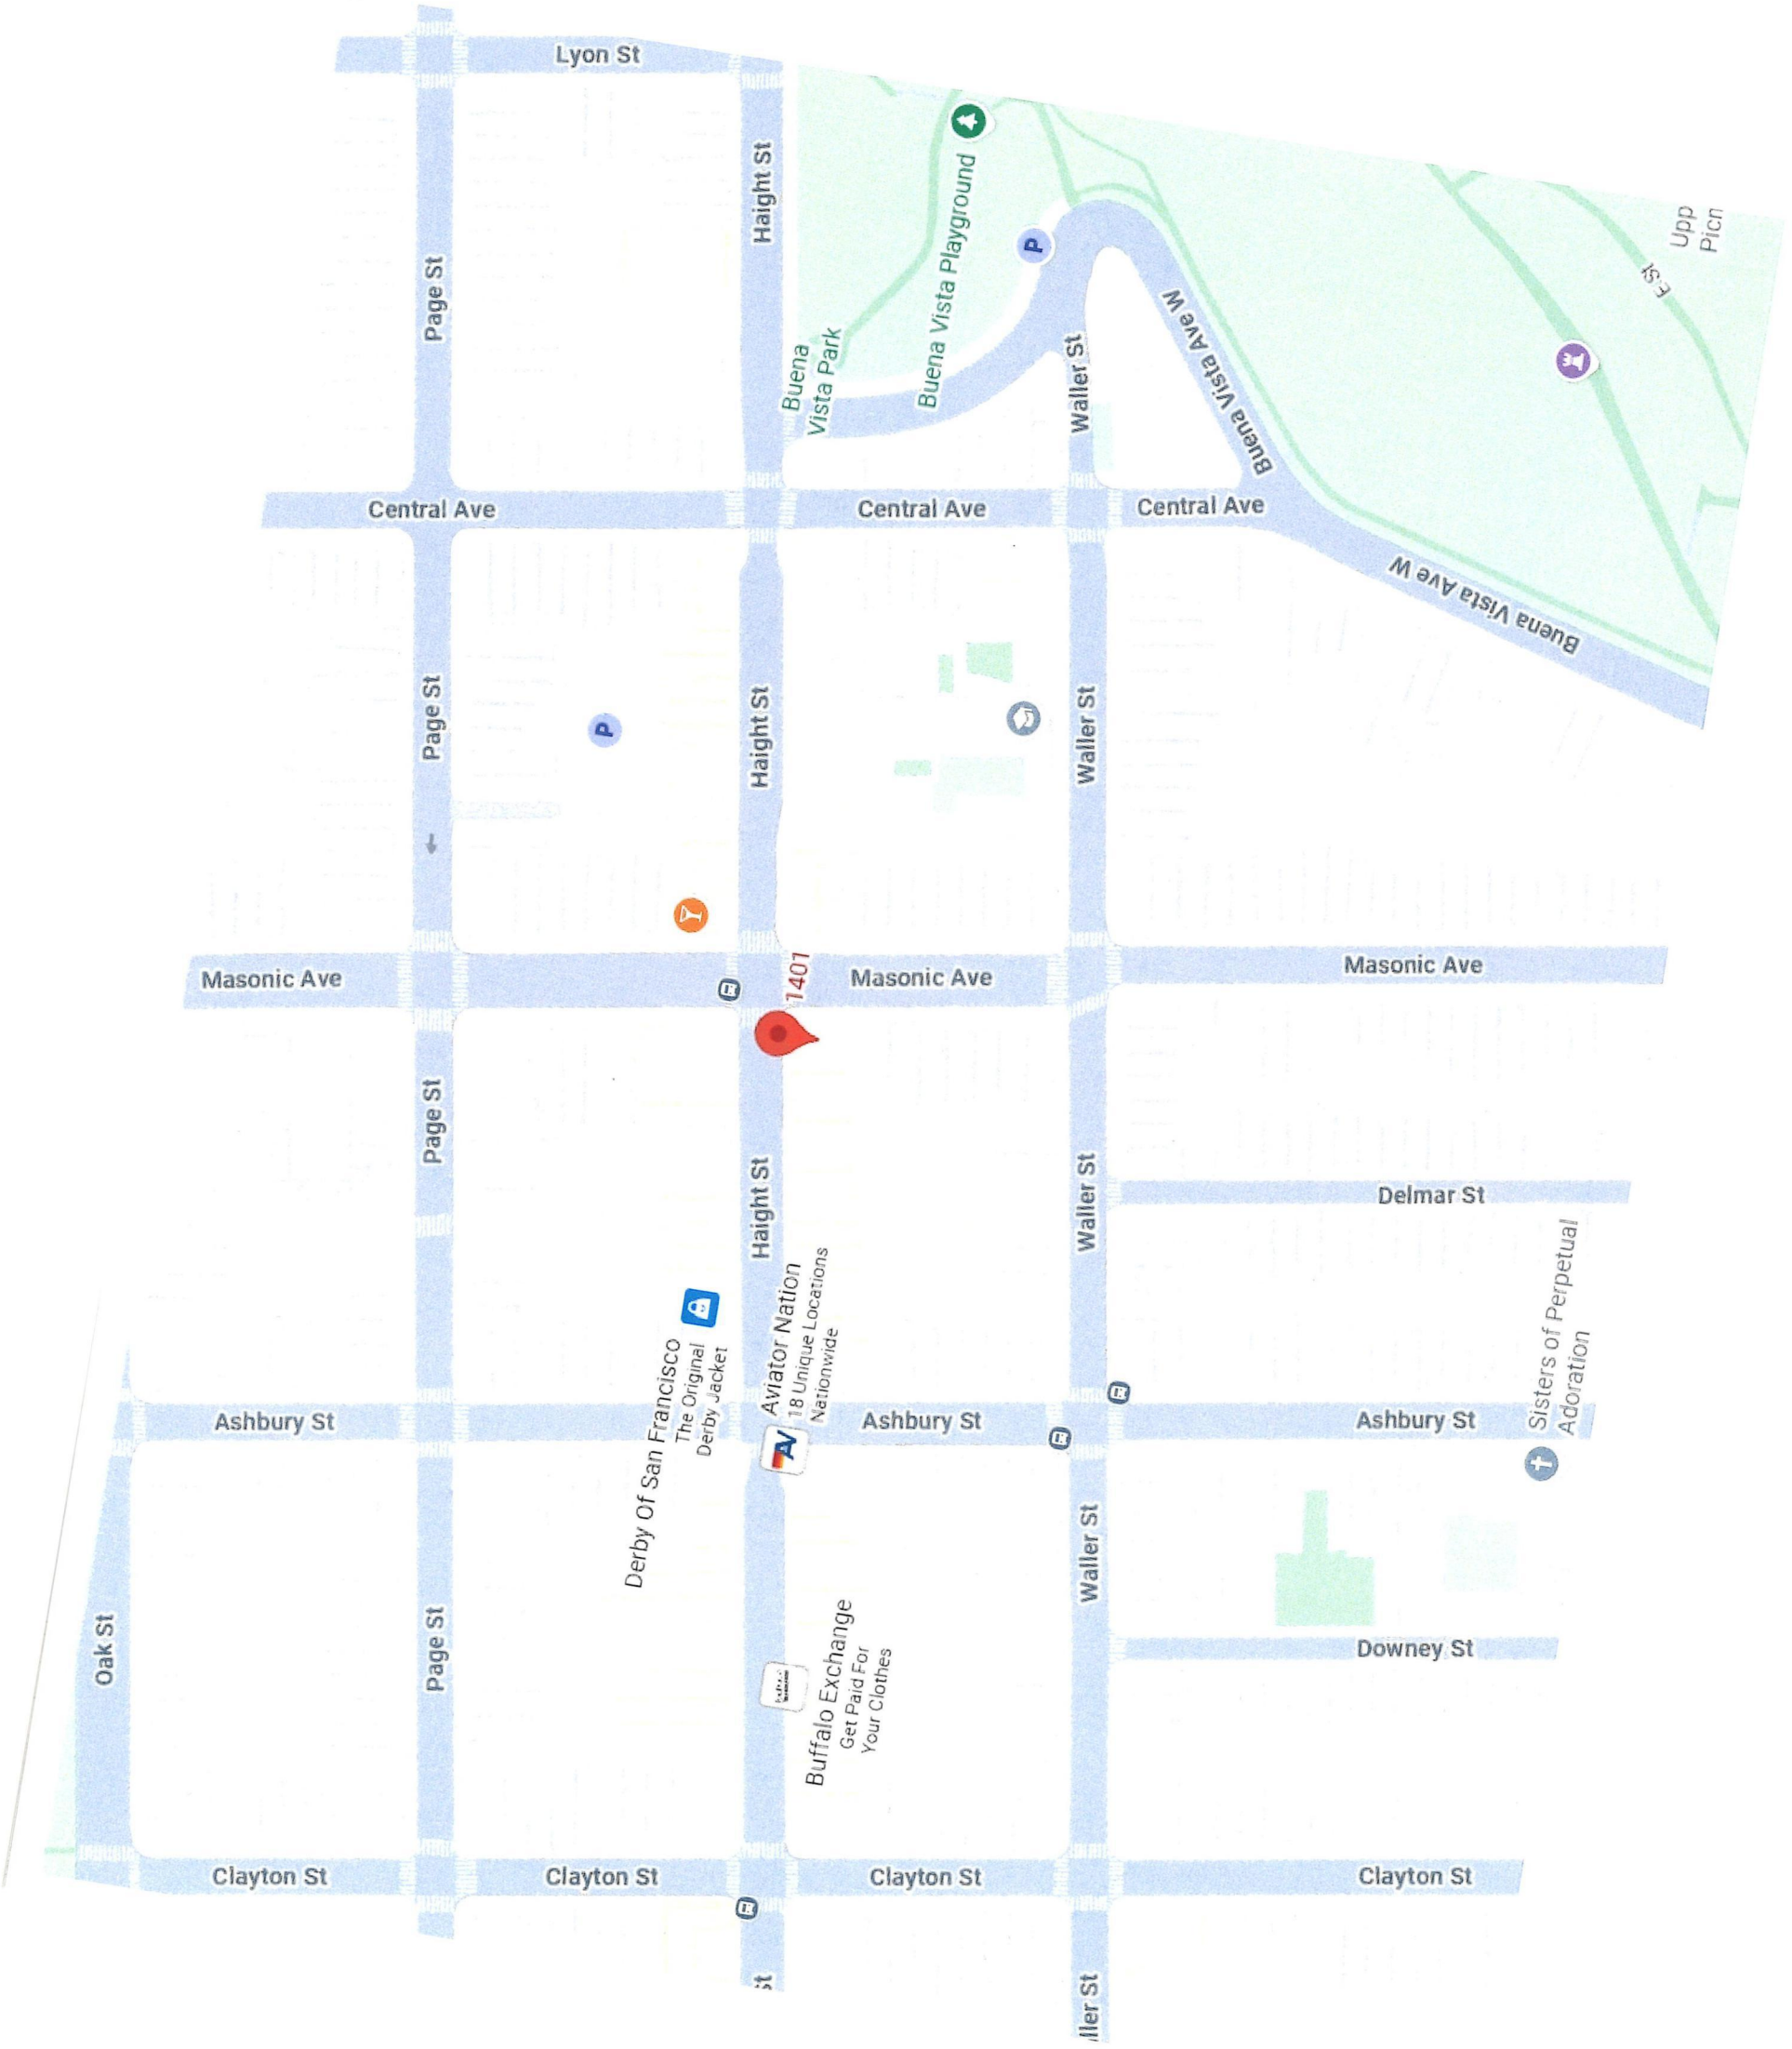 Lyon St
Page St
Haight St
Buena Vista Playground
P
Upp
Picn
E St
Buena
Vista Park
Waller St
Buena Vista Ave W
Central Ave
Central Ave
Central Ave
Buena Vista Ave W
Page St
P
Haight St
Waller St
Masonic Ave
1401
Masonic Ave
Masonic Ave
Page St
Haight St
Waller St
Delmar St
Derby Of San Francisco
The Original
Derby Jacket
Aviator Nation
18 Unique Locations
Nationwide
AV
Sisters of Perpetual
Adoration
Ashbury St
Ashbury St
Ashbury St
Oak St
Page St
Buffalo Exchange
Get Paid For
Your Clothes
Waller St
Downey St
Clayton St
Clayton St
Clayton St
Clayton St
St
ller St